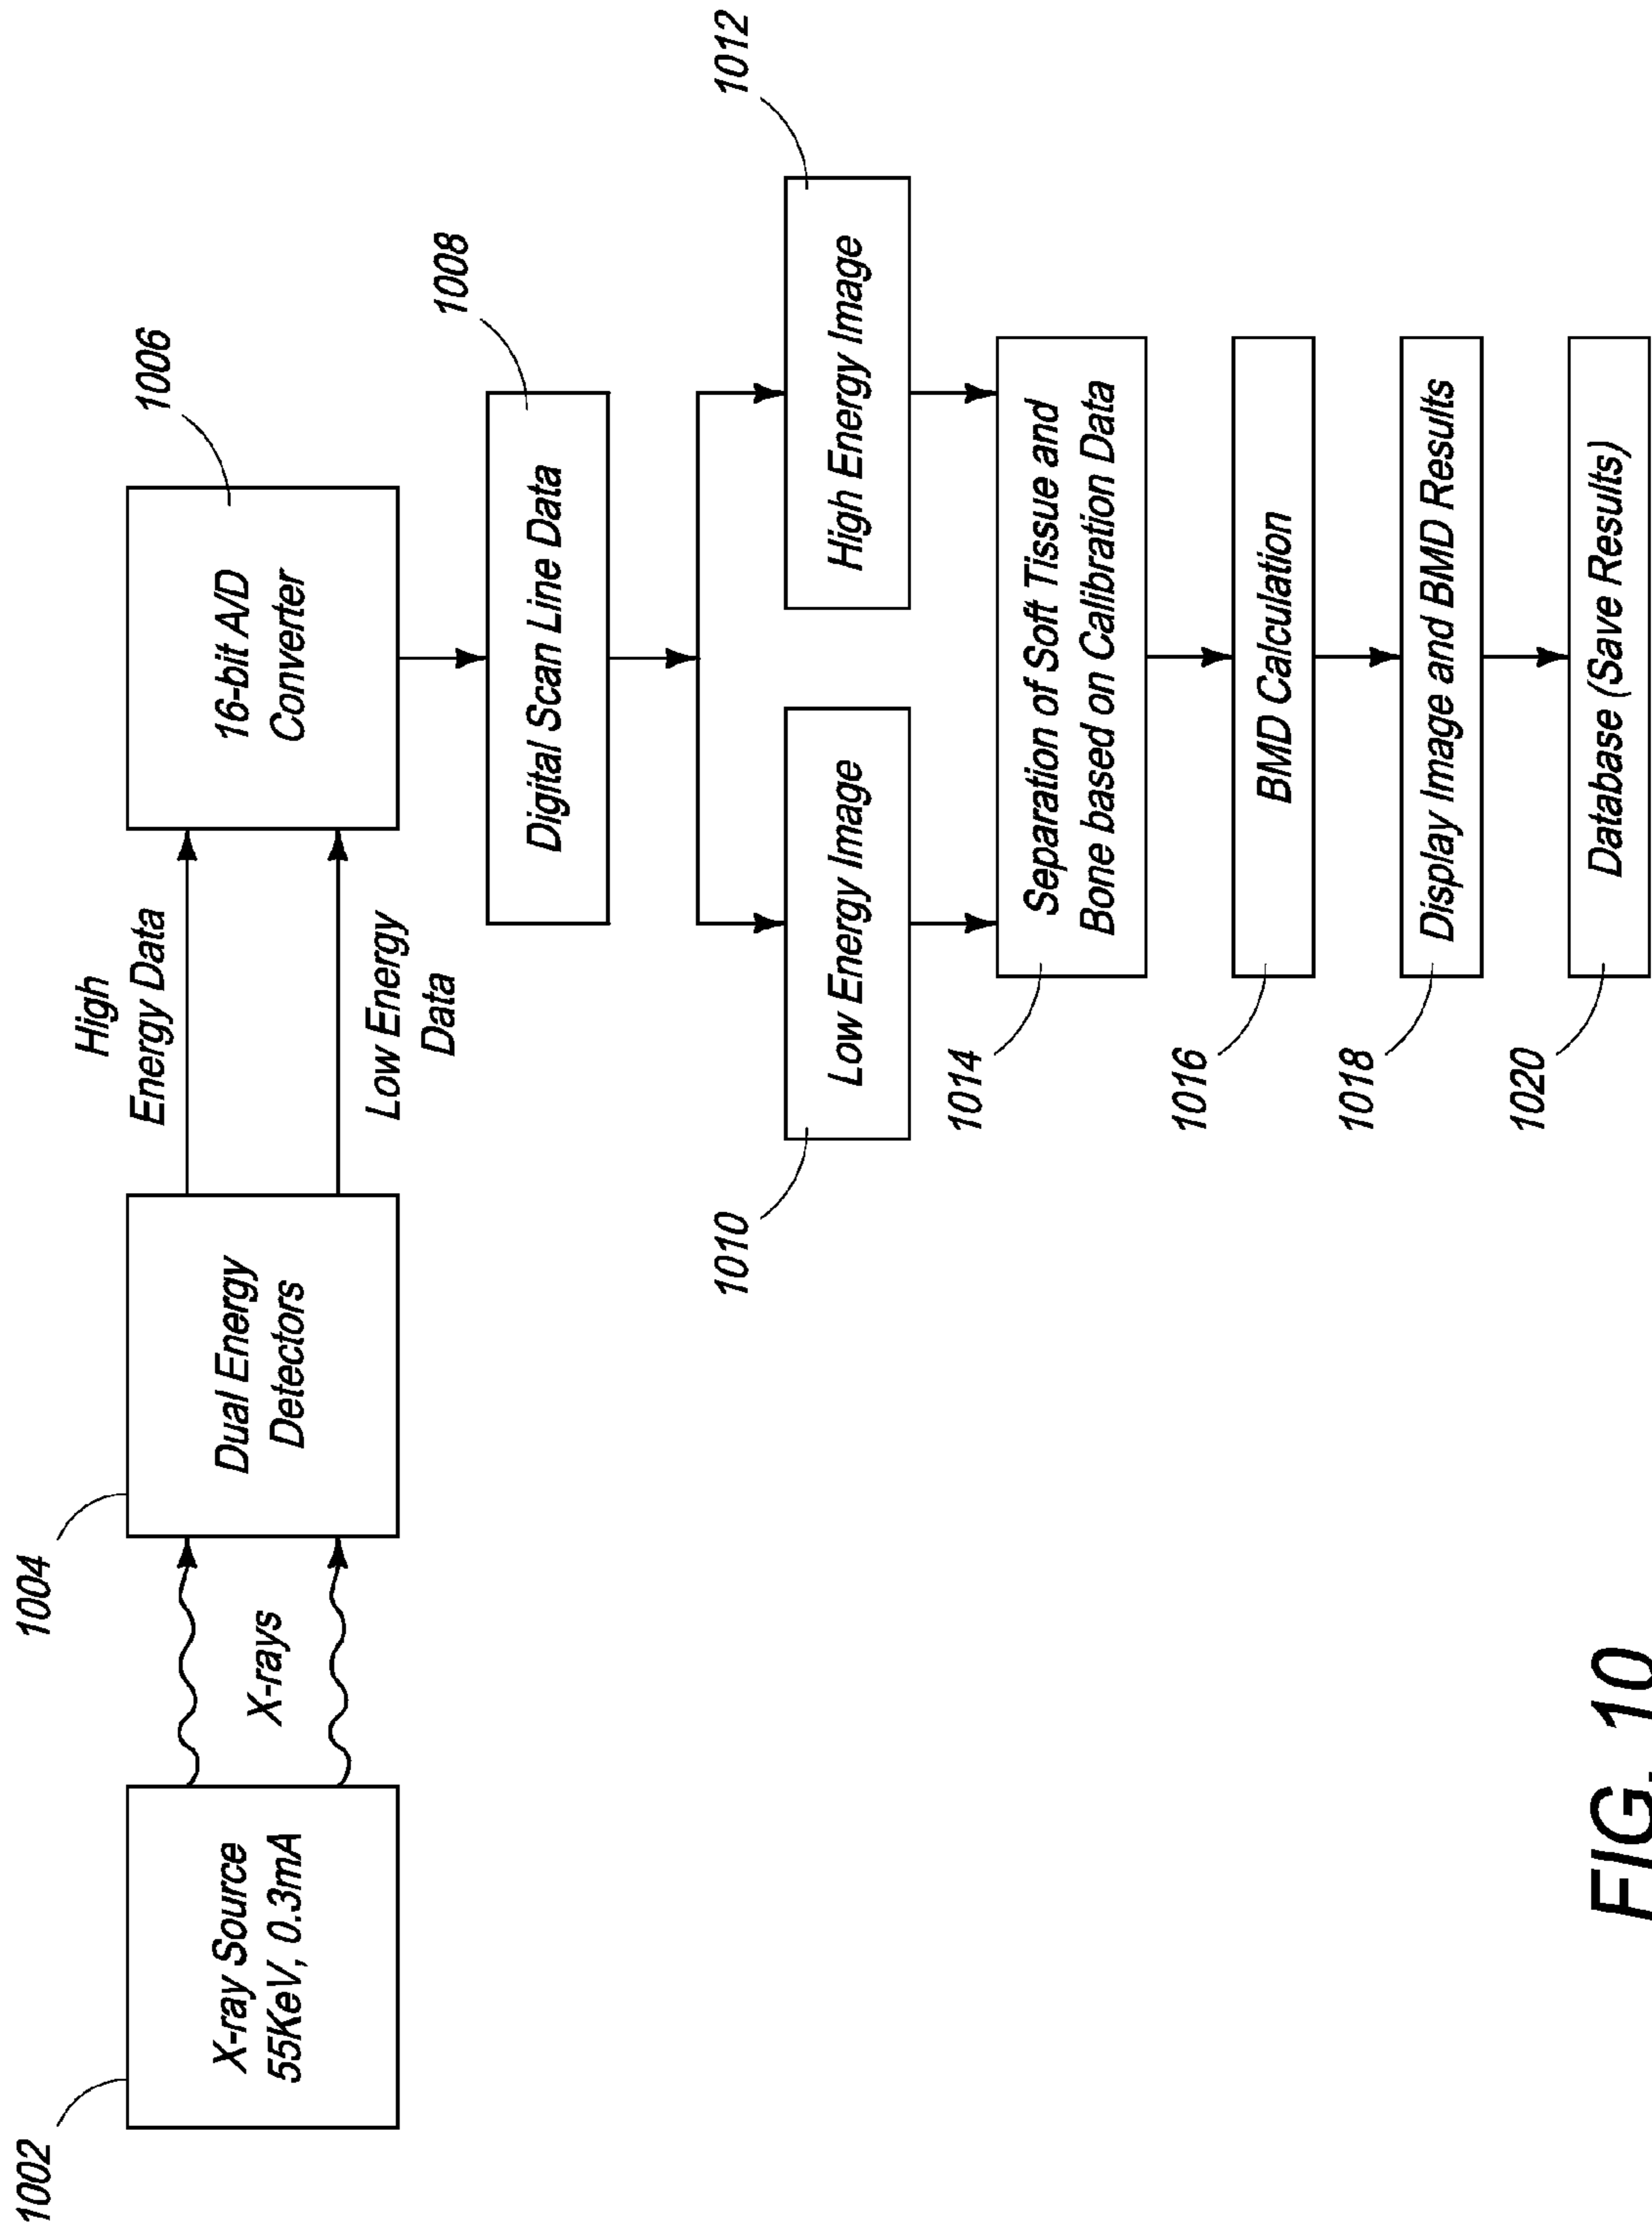 1002
X-ray Source
55KeV, 0.3mA
X-rays
1004
Dual Energy
Detectors
High
Energy Data
Low Energy
Data
1006
16-bit A/D
Converter
1008
Digital Scan Line Data
1010
Low Energy Image
1012
High Energy Image
1014
Separation of Soft Tissue and
Bone based on Calibration Data
1016
BMD Calculation
1018
Display Image and BMD Results
1020
Database (Save Results)
FIG. 10